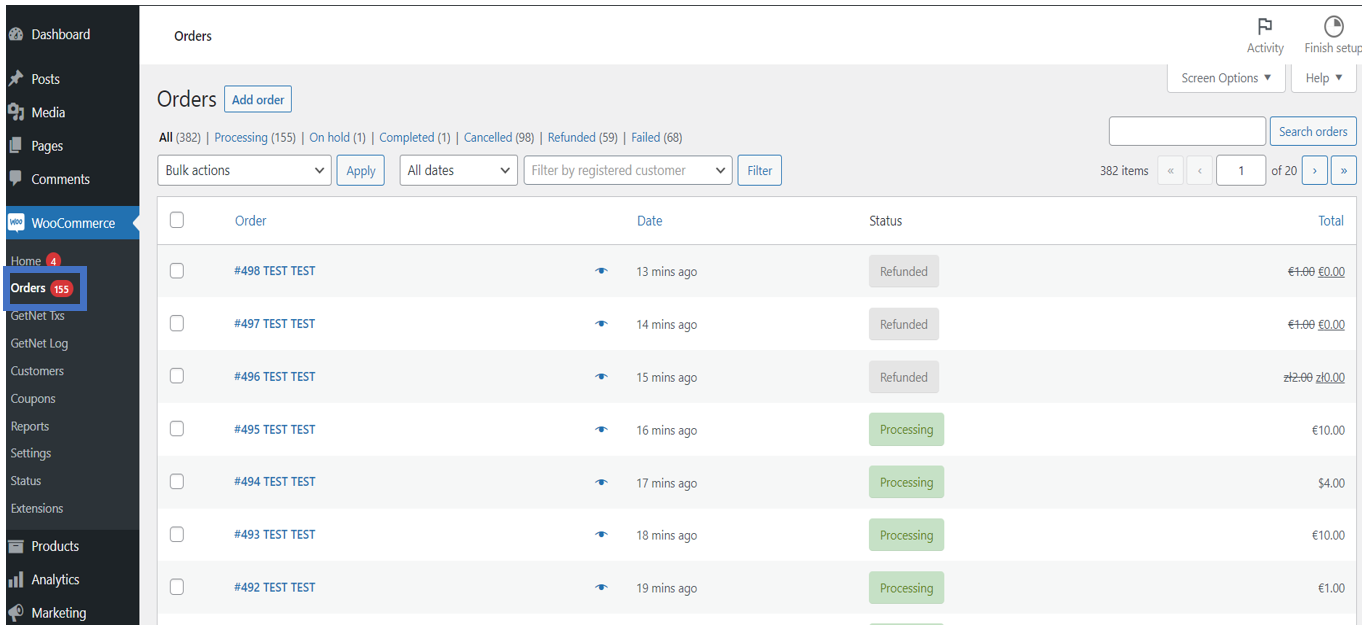 Dashboard
Posts
Media
Pages
Comments
WOO WooCommerce
Home 4
Orders 155
GetNet Txs
GetNet Log
Customers
Coupons
Reports
Settings
Status
Extensions
Products
Analytics
Marketing
Orders
Activity
Finish setup
Screen Options ▼
Help ▼
Orders Add order
All (382) | Processing (155) | On hold (1) | Completed (1) | Cancelled (98) | Refunded (59) | Failed (68)
Search orders
Bulk actions Apply All dates Filter by registered customer Filter
382 items « ‹ 1 of 20 › »
Order Date Status Total
#498 TEST TEST 13 mins ago Refunded €1.00 €0.00
#497 TEST TEST 14 mins ago Refunded €1.00 €0.00
#496 TEST TEST 15 mins ago Refunded zł2.00 zł0.00
#495 TEST TEST 16 mins ago Processing €10.00
#494 TEST TEST 17 mins ago Processing $4.00
#493 TEST TEST 18 mins ago Processing €10.00
#492 TEST TEST 19 mins ago Processing €1.00